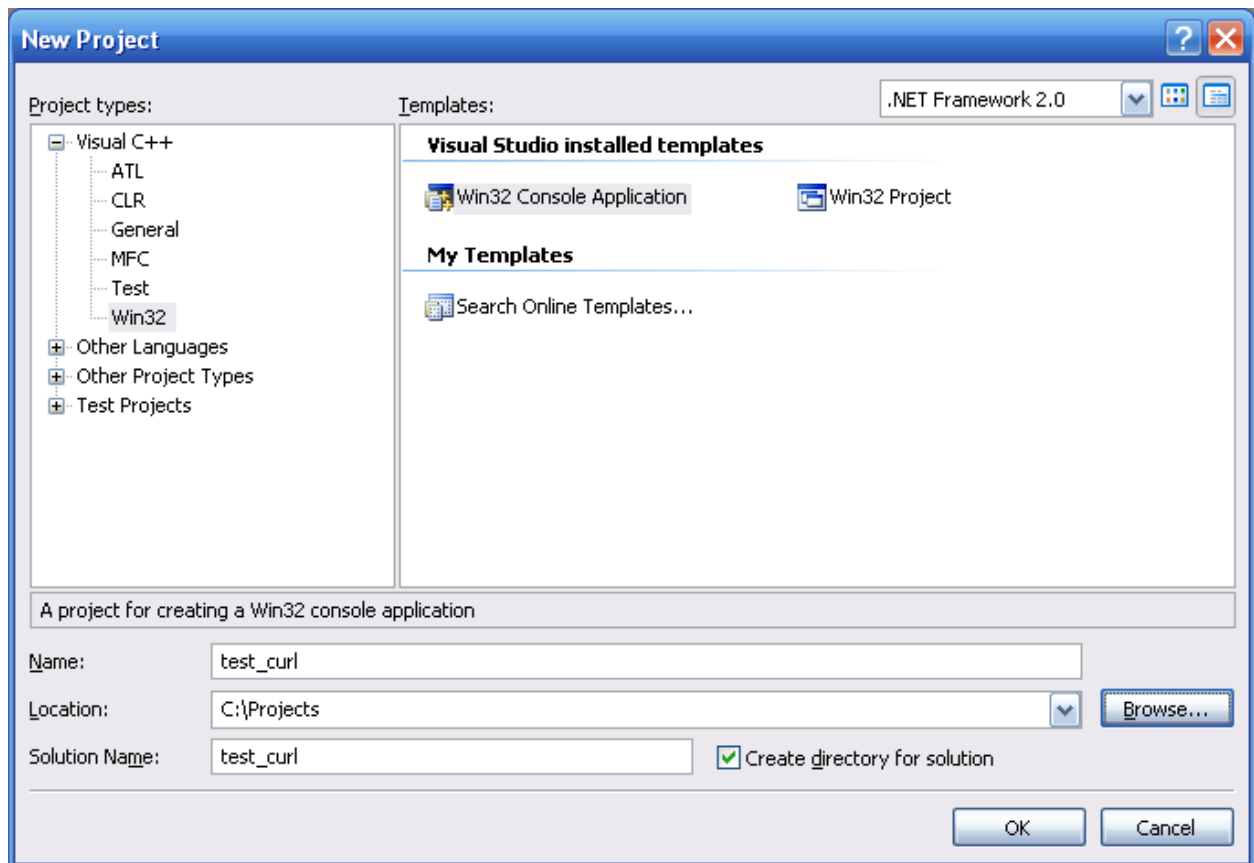 New Project
Project types:
Templates:
.NET Framework 2.0
Visual C++
ATL
CLR
General
MFC
Test
Win32
Other Languages
Other Project Types
Test Projects
Visual Studio installed templates
Win32 Console Application
Win32 Project
My Templates
Search Online Templates...
A project for creating a Win32 console application
Name:
test_curl
Location:
C:\Projects
Browse...
Solution Name:
test_curl
Create directory for solution
OK
Cancel